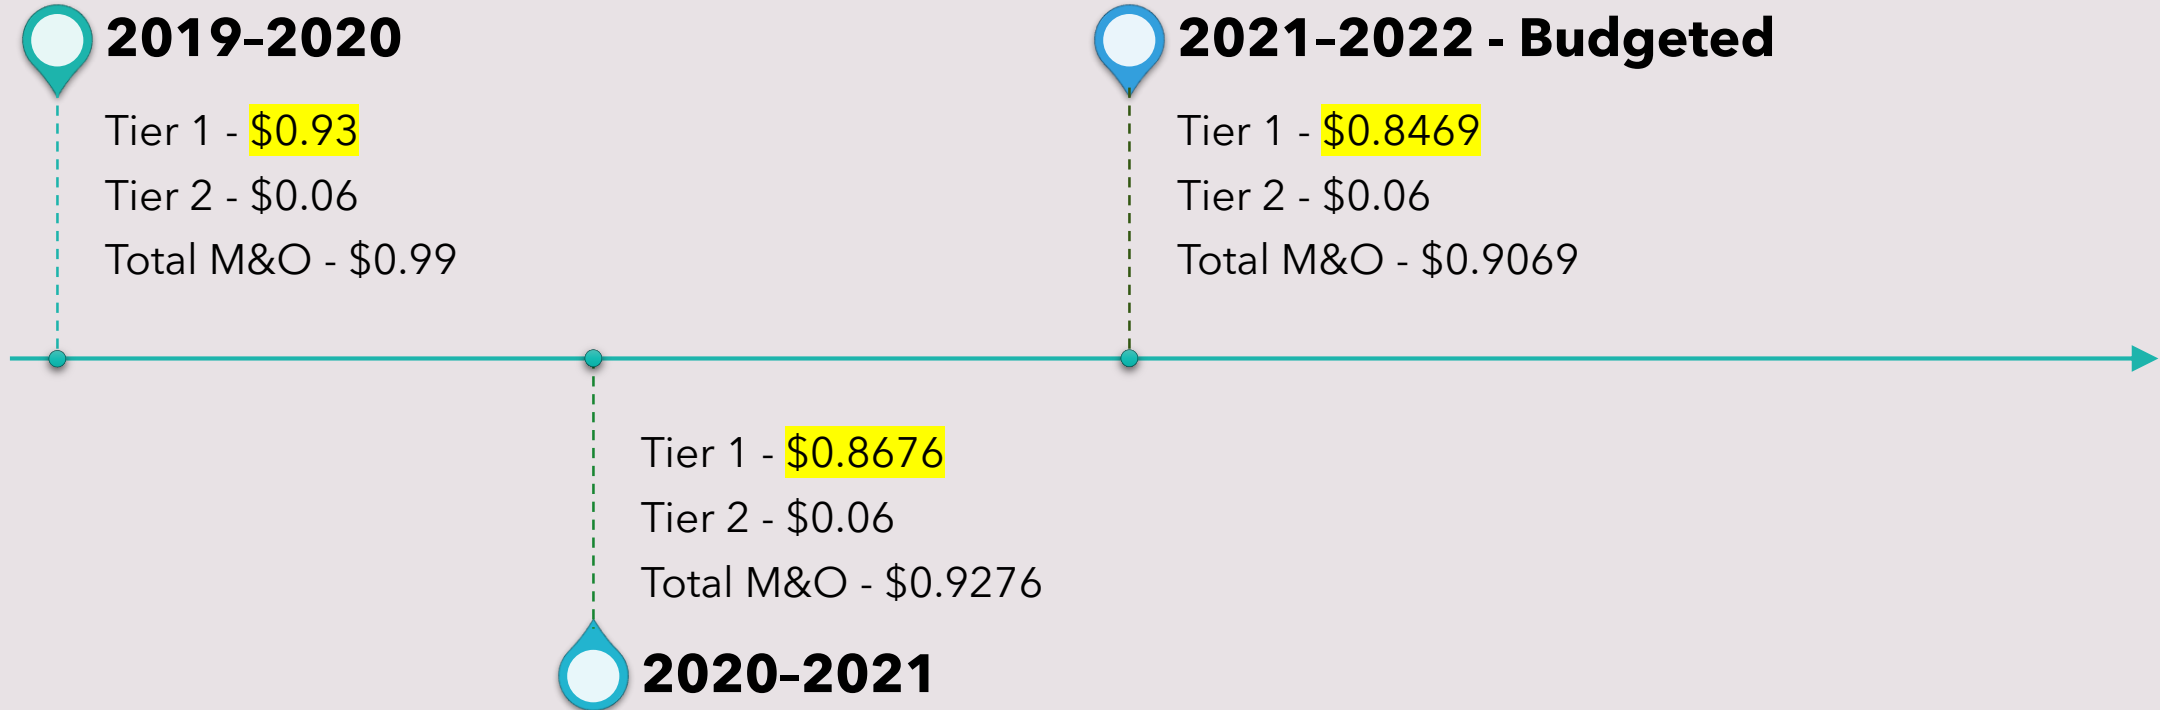 2019–2020
Tier 1 - $0.93
Tier 2 - $0.06
Total M&O - $0.99
2021–2022 - Budgeted
Tier 1 - $0.8469
Tier 2 - $0.06
Total M&O - $0.9069
Tier 1 - $0.8676
Tier 2 - $0.06
Total M&O - $0.9276
2020–2021